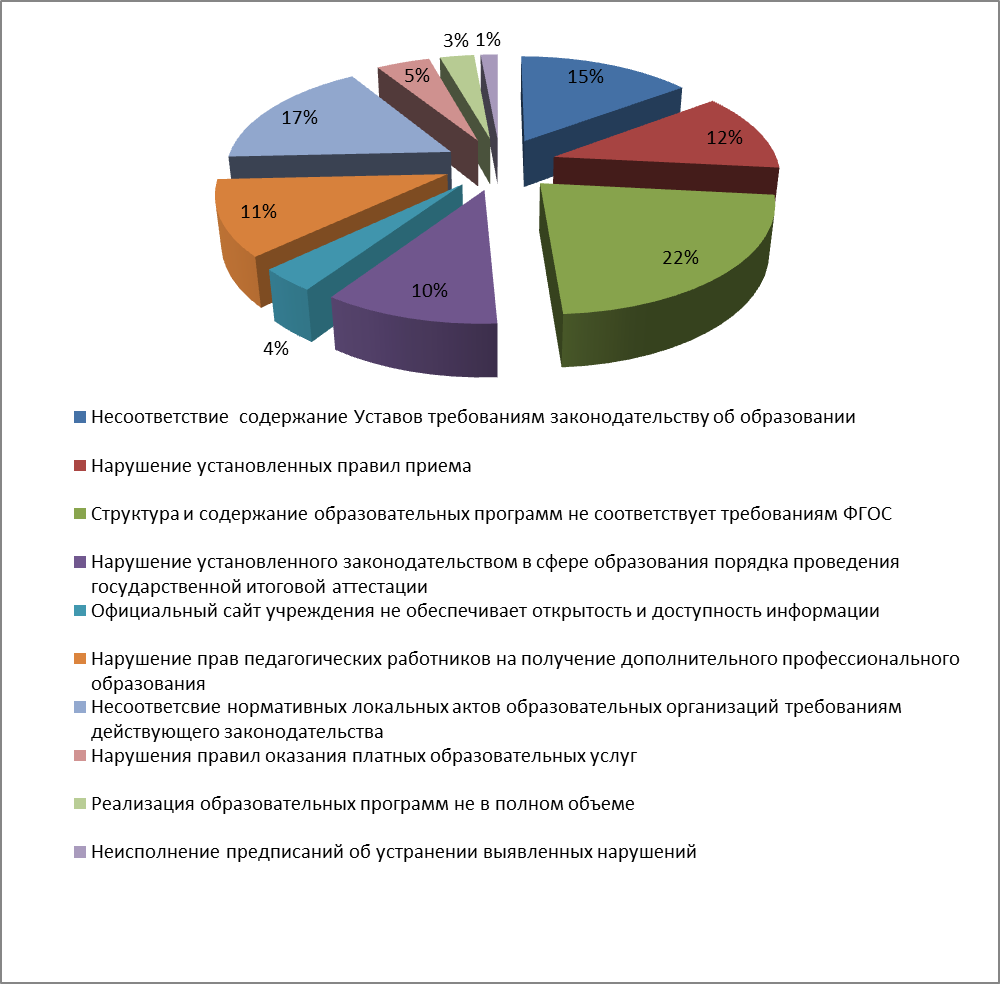 3% 1%
5% 15%
17% 12%
11%
22%
10%
4%
Несоответствие  содержание Уставов требованиям законодательству об образовании
Нарушение установленных правил приема
Структура и содержание образовательных программ не соответствует требованиям ФГОС
Нарушение установленного законодательством в сфере образования порядка проведения
государственной итоговой аттестации
Официальный сайт учреждения не обеспечивает открытость и доступность информации
Нарушение прав педагогических работников на получение дополнительного профессионального
образования
Несоответсвие нормативных локальных актов образовательных организаций требованиям
действующего законодательства
Нарушения правил оказания платных образовательных услуг
Реализация образовательных программ не в полном объеме
Неисполнение предписаний об устранении выявленных нарушений